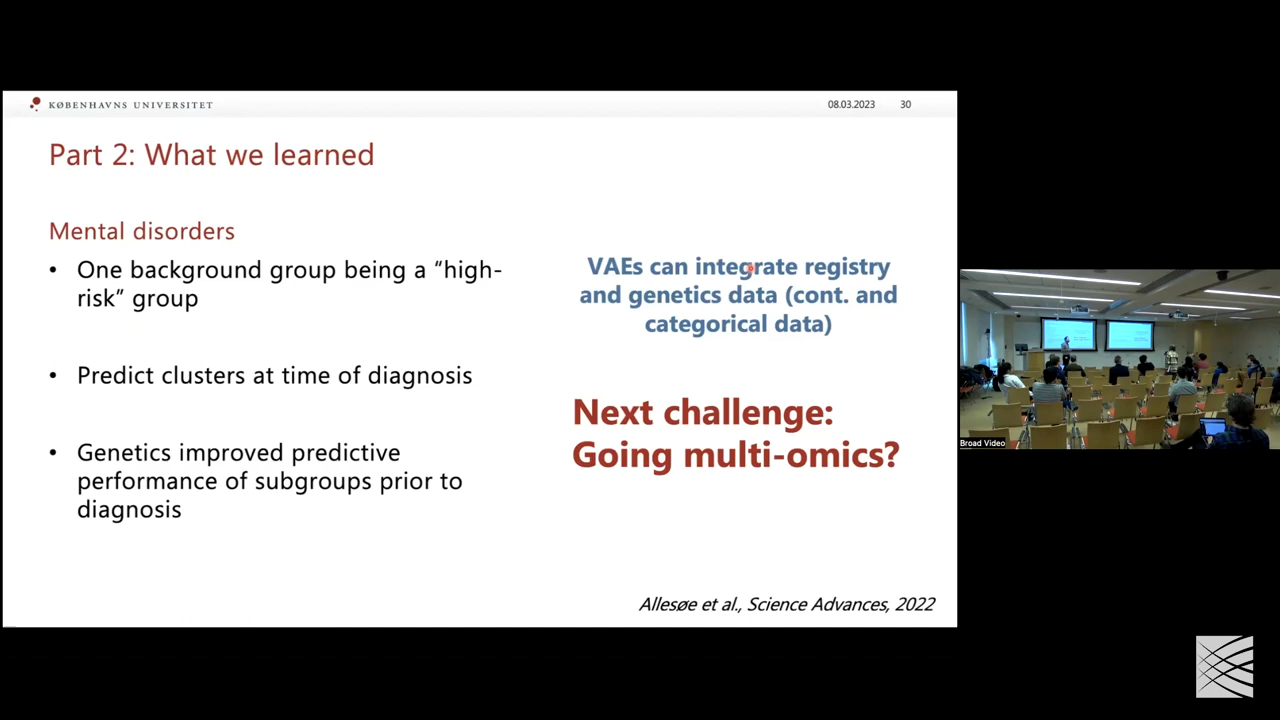 KØBENHAVNS UNIVERSITET
08.03.2023
30
Part 2: What we learned
Mental disorders
• One background group being a “high-
risk” group
• Predict clusters at time of diagnosis
• Genetics improved predictive
performance of subgroups prior to
diagnosis
VAEs can integrate registry
and genetics data (cont. and
categorical data)
Next challenge:
Going multi-omics?
Allesøe et al., Science Advances, 2022
Broad Video